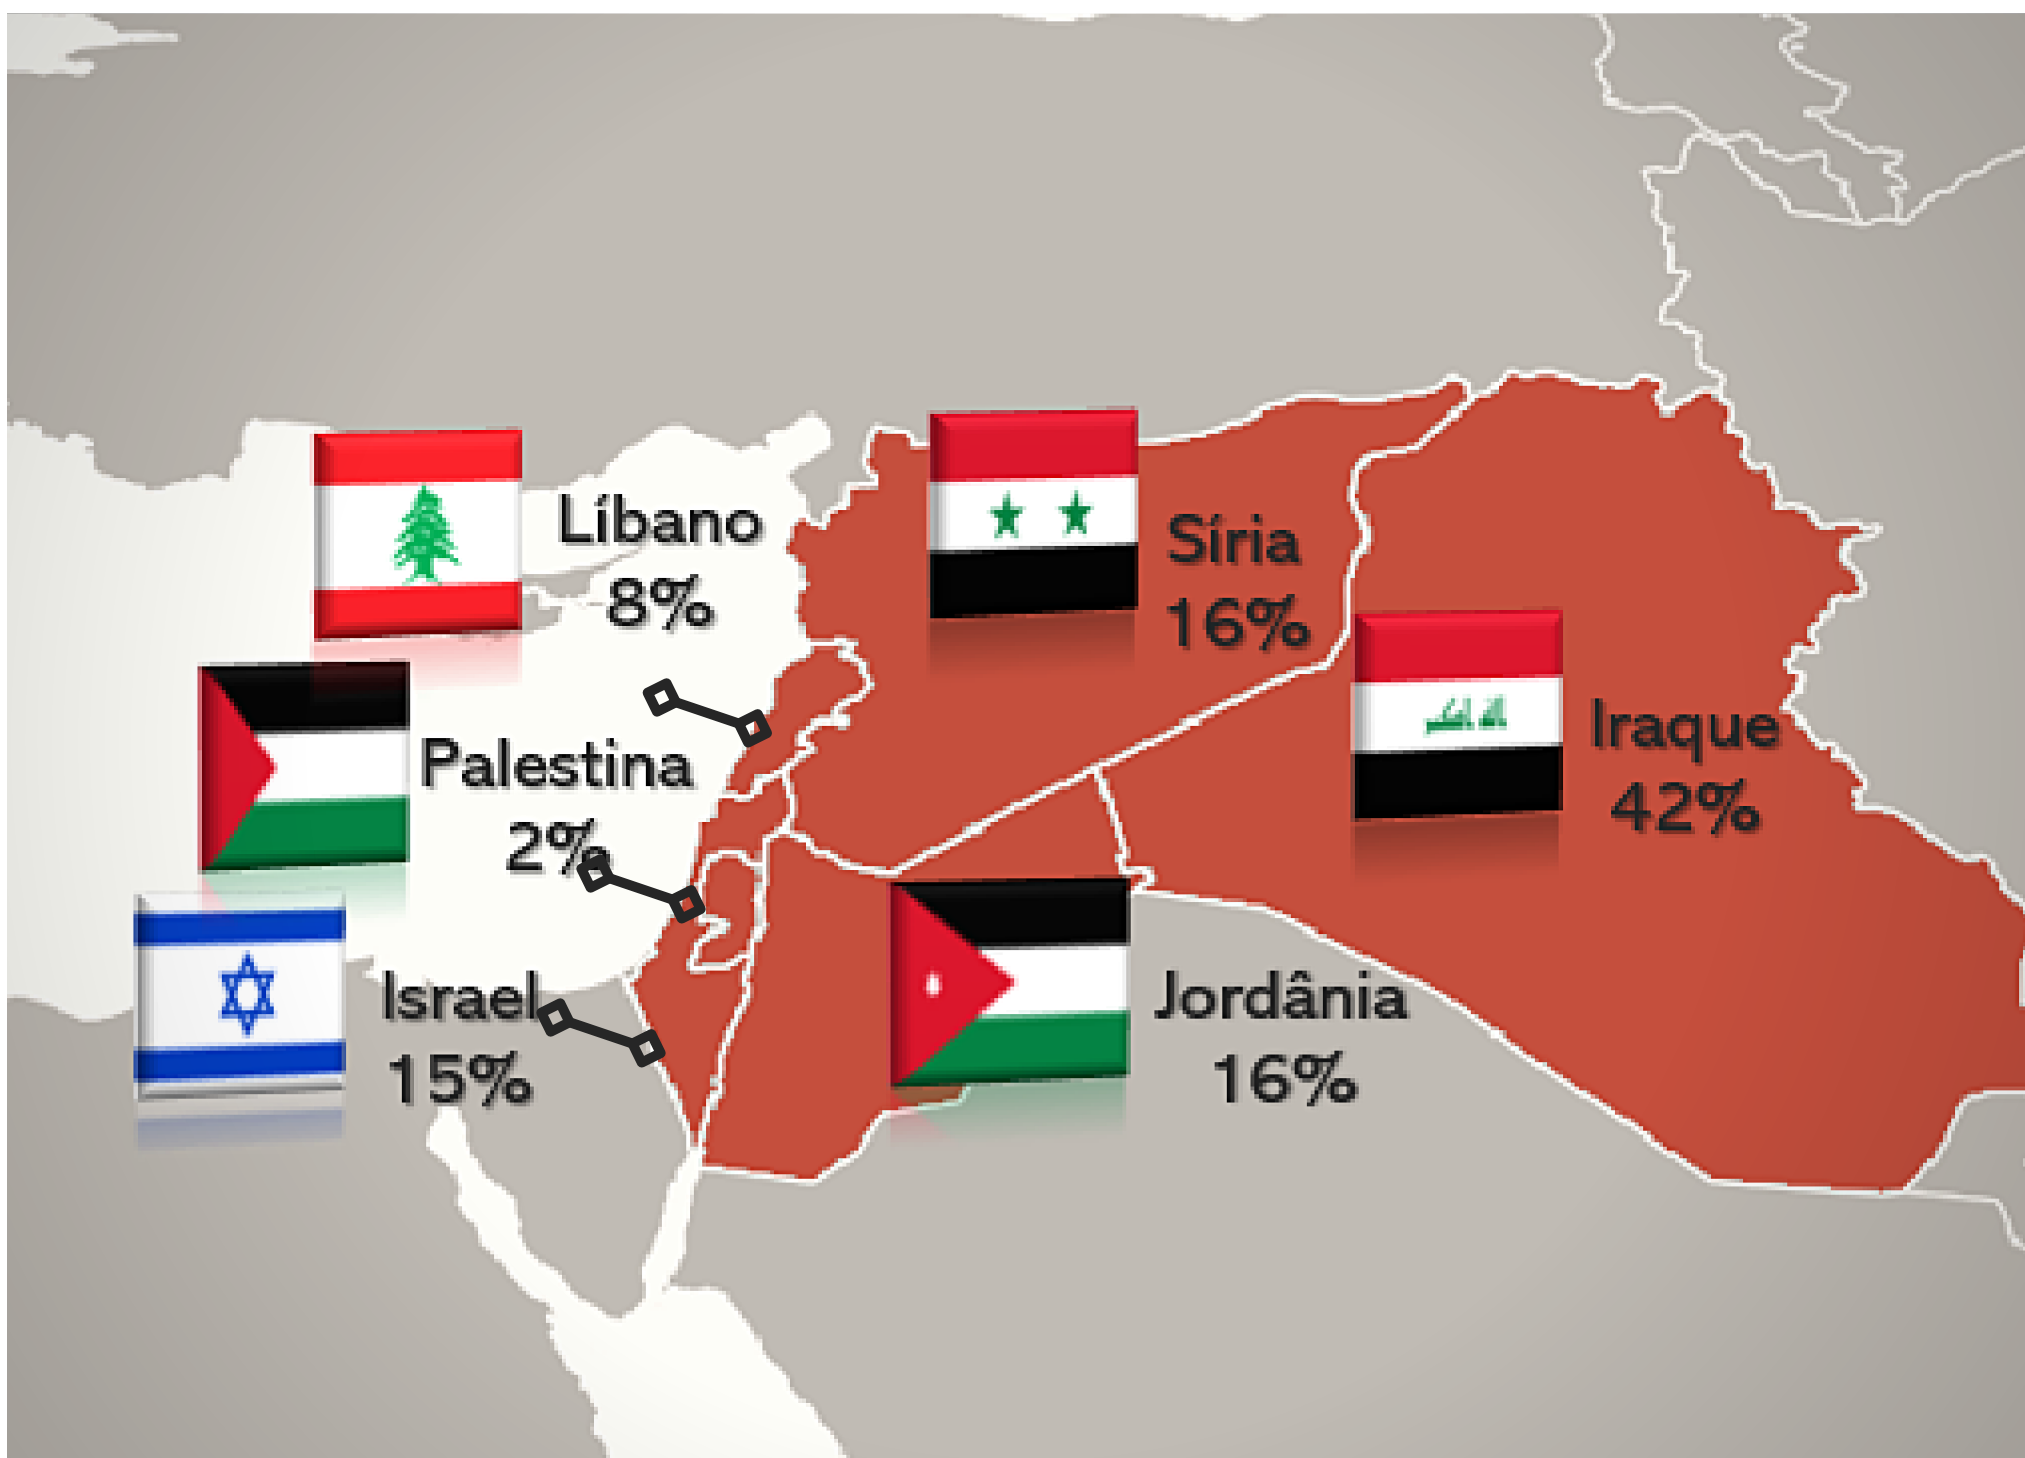 Líbano
8%
Síria
16%
Iraque
42%
Palestina
2%
Israel
15%
Jordânia
16%